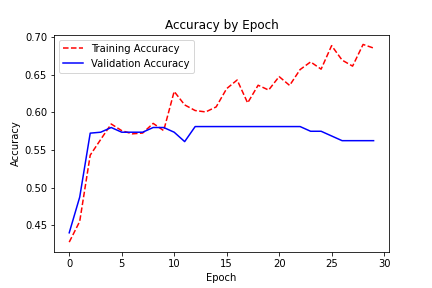 Accuracy by Epoch
Training Accuracy
Validation Accuracy
0.70
0.65
0.60
0.55
0.50
0.45
Accuracy
0 5 10 15 20 25 30
Epoch